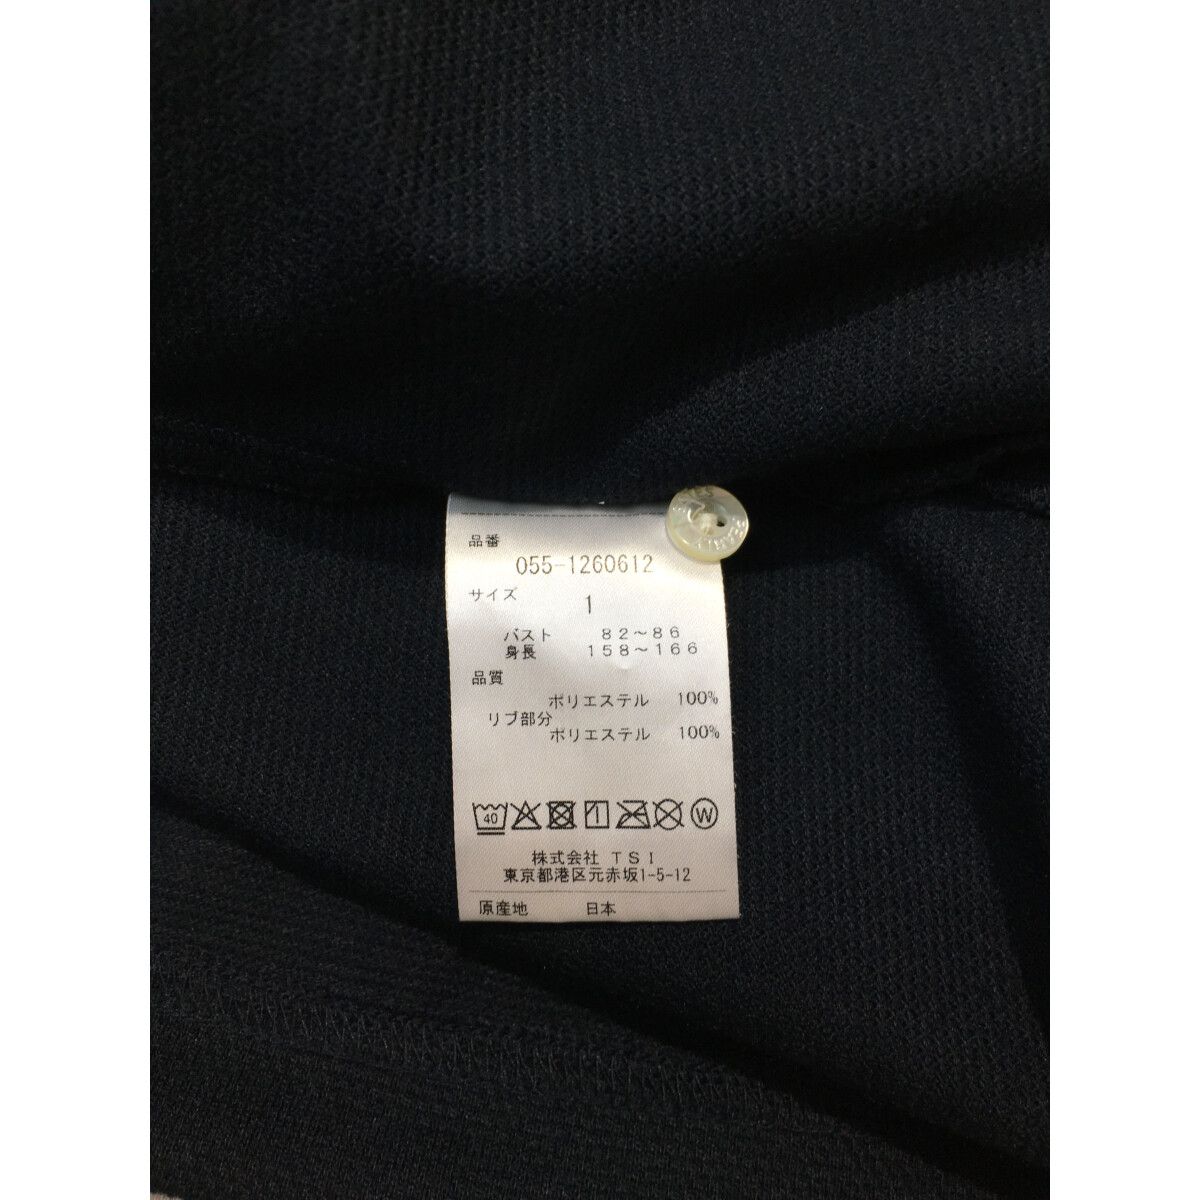 品番
055-1260612
サイズ 1
バスト 82～86
身長 158～166
品質
ポリエステル 100%
リブ部分
ポリエステル 100%
40
W
株式会社 TSI
東京都港区元赤坂1-5-12
原産地 日本
PEARLY